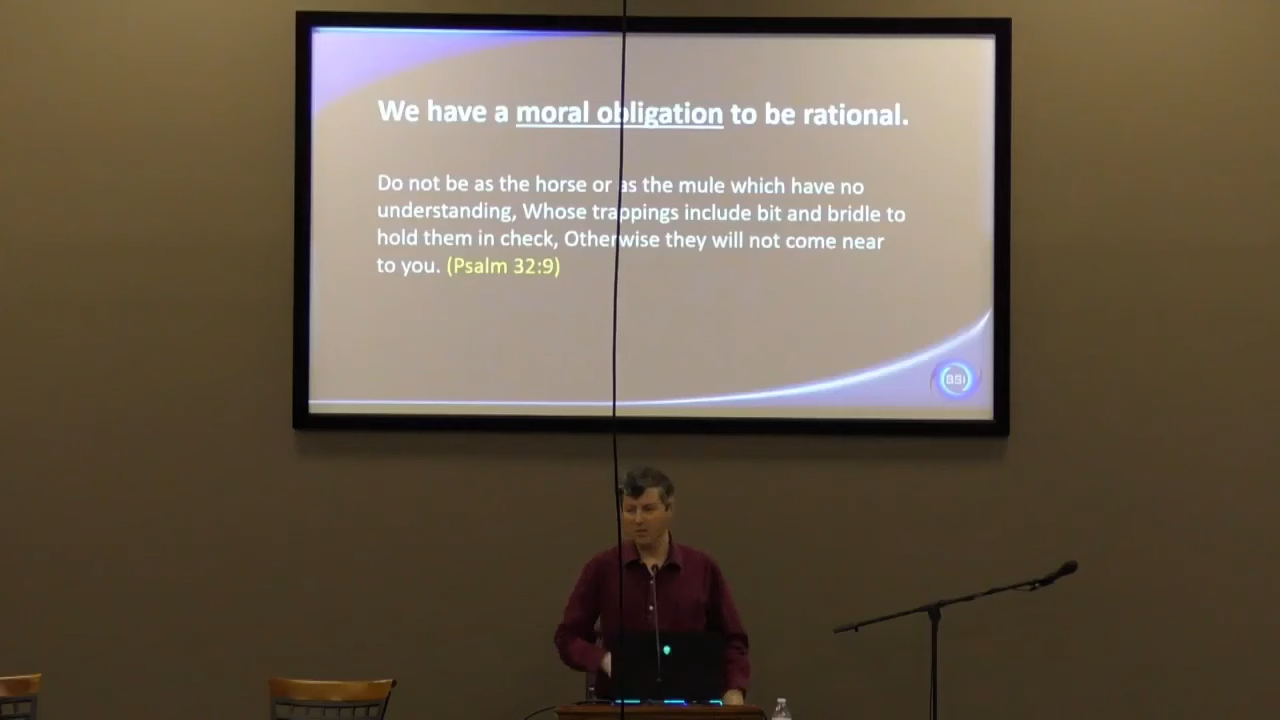 We have a moral obligation to be rational.
Do not be as the horse or as the mule which have no
understanding, Whose trappings include bit and bridle to
hold them in check, Otherwise they will not come near
to you. (Psalm 32:9)
BSI